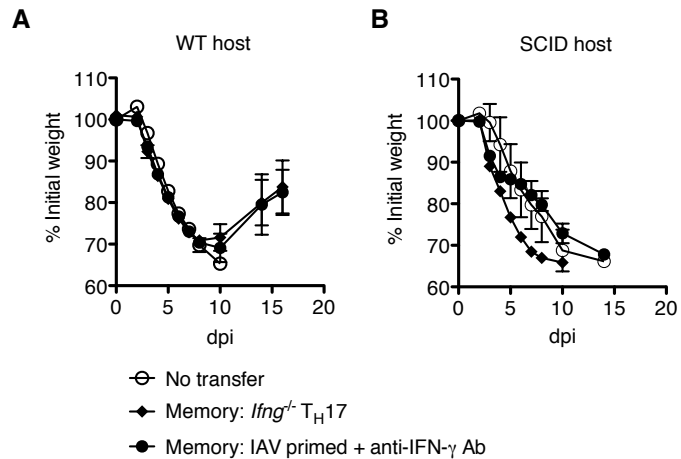 A
WT host
% Initial weight
110
100
90
80
70
60
0
5
10
15
20
dpi
B
SCID host
% Initial weight
110
100
90
80
70
60
0
5
10
15
20
dpi
No transfer
Memory: Ifng-/- TH17
Memory: IAV primed + anti-IFN-γ Ab